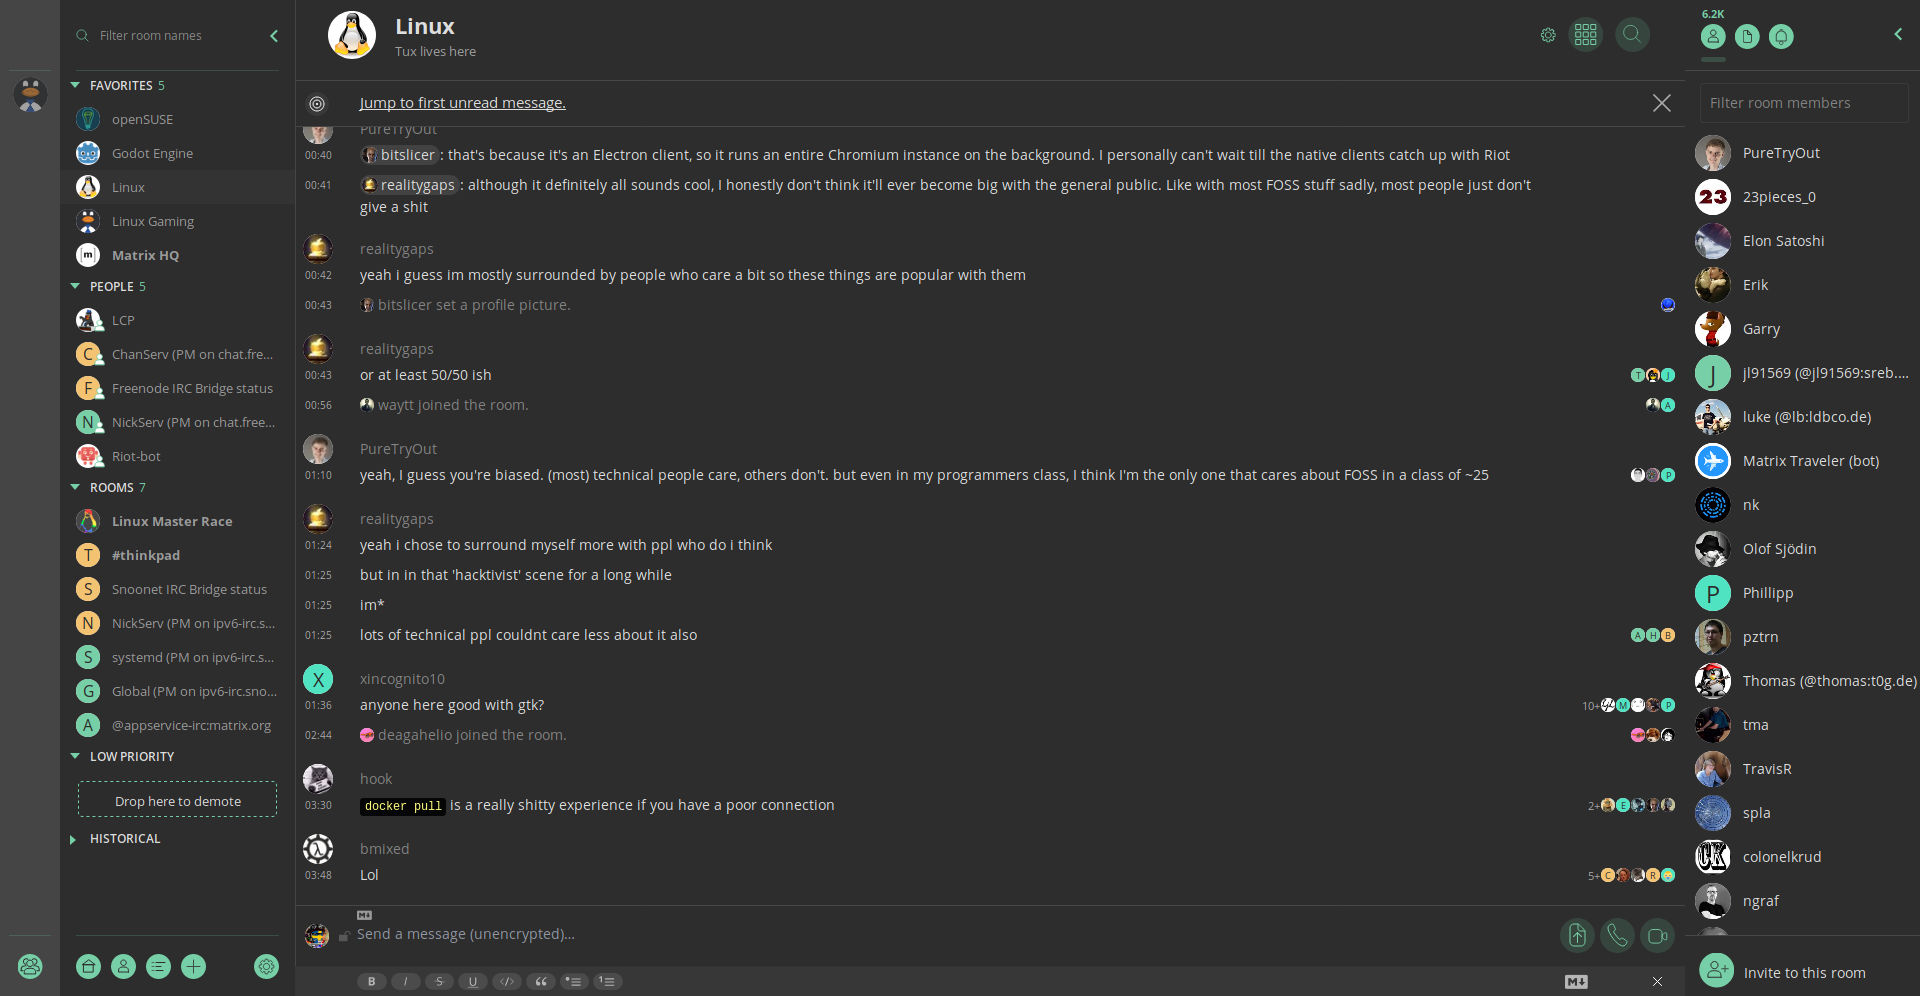 Filter room names
FAVORITES 5
openSUSE
Godot Engine
Linux
Linux Gaming
Matrix HQ
PEOPLE 5
LCP
ChanServ (PM on chat.fre...
Freenode IRC Bridge status
NickServ (PM on chat.free...
Riot-bot
ROOMS 7
Linux Master Race
#thinkpad
Snoonet IRC Bridge status
NickServ (PM on ipv6-irc.s...
systemd (PM on ipv6-irc.s...
Global (PM on ipv6-irc.sno...
@appservice-irc:matrix.org
LOW PRIORITY
Drop here to demote
HISTORICAL
Linux
Tux lives here
Jump to first unread message.
PureTryOut
00:40 bitslicer : that's because it's an Electron client, so it runs an entire Chromium instance on the background. I personally can't wait till the native clients catch up with Riot
00:41 realitygaps : although it definitely all sounds cool, I honestly don't think it'll ever become big with the general public. Like with most FOSS stuff sadly, most people just don't
give a shit
realitygaps
00:42 yeah i guess im mostly surrounded by people who care a bit so these things are popular with them
00:43 bitslicer set a profile picture.
realitygaps
00:43 or at least 50/50 ish
00:56 waytt joined the room.
PureTryOut
01:10 yeah, I guess you're biased. (most) technical people care, others don't. but even in my programmers class, I think I'm the only one that cares about FOSS in a class of ~25
realitygaps
01:24 yeah i chose to surround myself more with ppl who do i think
01:25 but in in that 'hacktivist' scene for a long while
01:25 im*
01:25 lots of technical ppl couldnt care less about it also
xincognito10
01:36 anyone here good with gtk? 10+
02:44 deagahelio joined the room.
hook
03:30 docker pull is a really shitty experience if you have a poor connection 2+
bmixed
03:48 Lol 5+
Send a message (unencrypted)...
6.2K
Filter room members
PureTryOut
23pieces_0
Elon Satoshi
Erik
Garry
jl91569 (@jl91569:sreb....
luke (@lb:ldbco.de)
Matrix Traveler (bot)
nk
Olof Sjödin
Phillipp
pztrn
Thomas (@thomas:t0g.de)
tma
TravisR
spla
colonelkrud
ngraf
Invite to this room